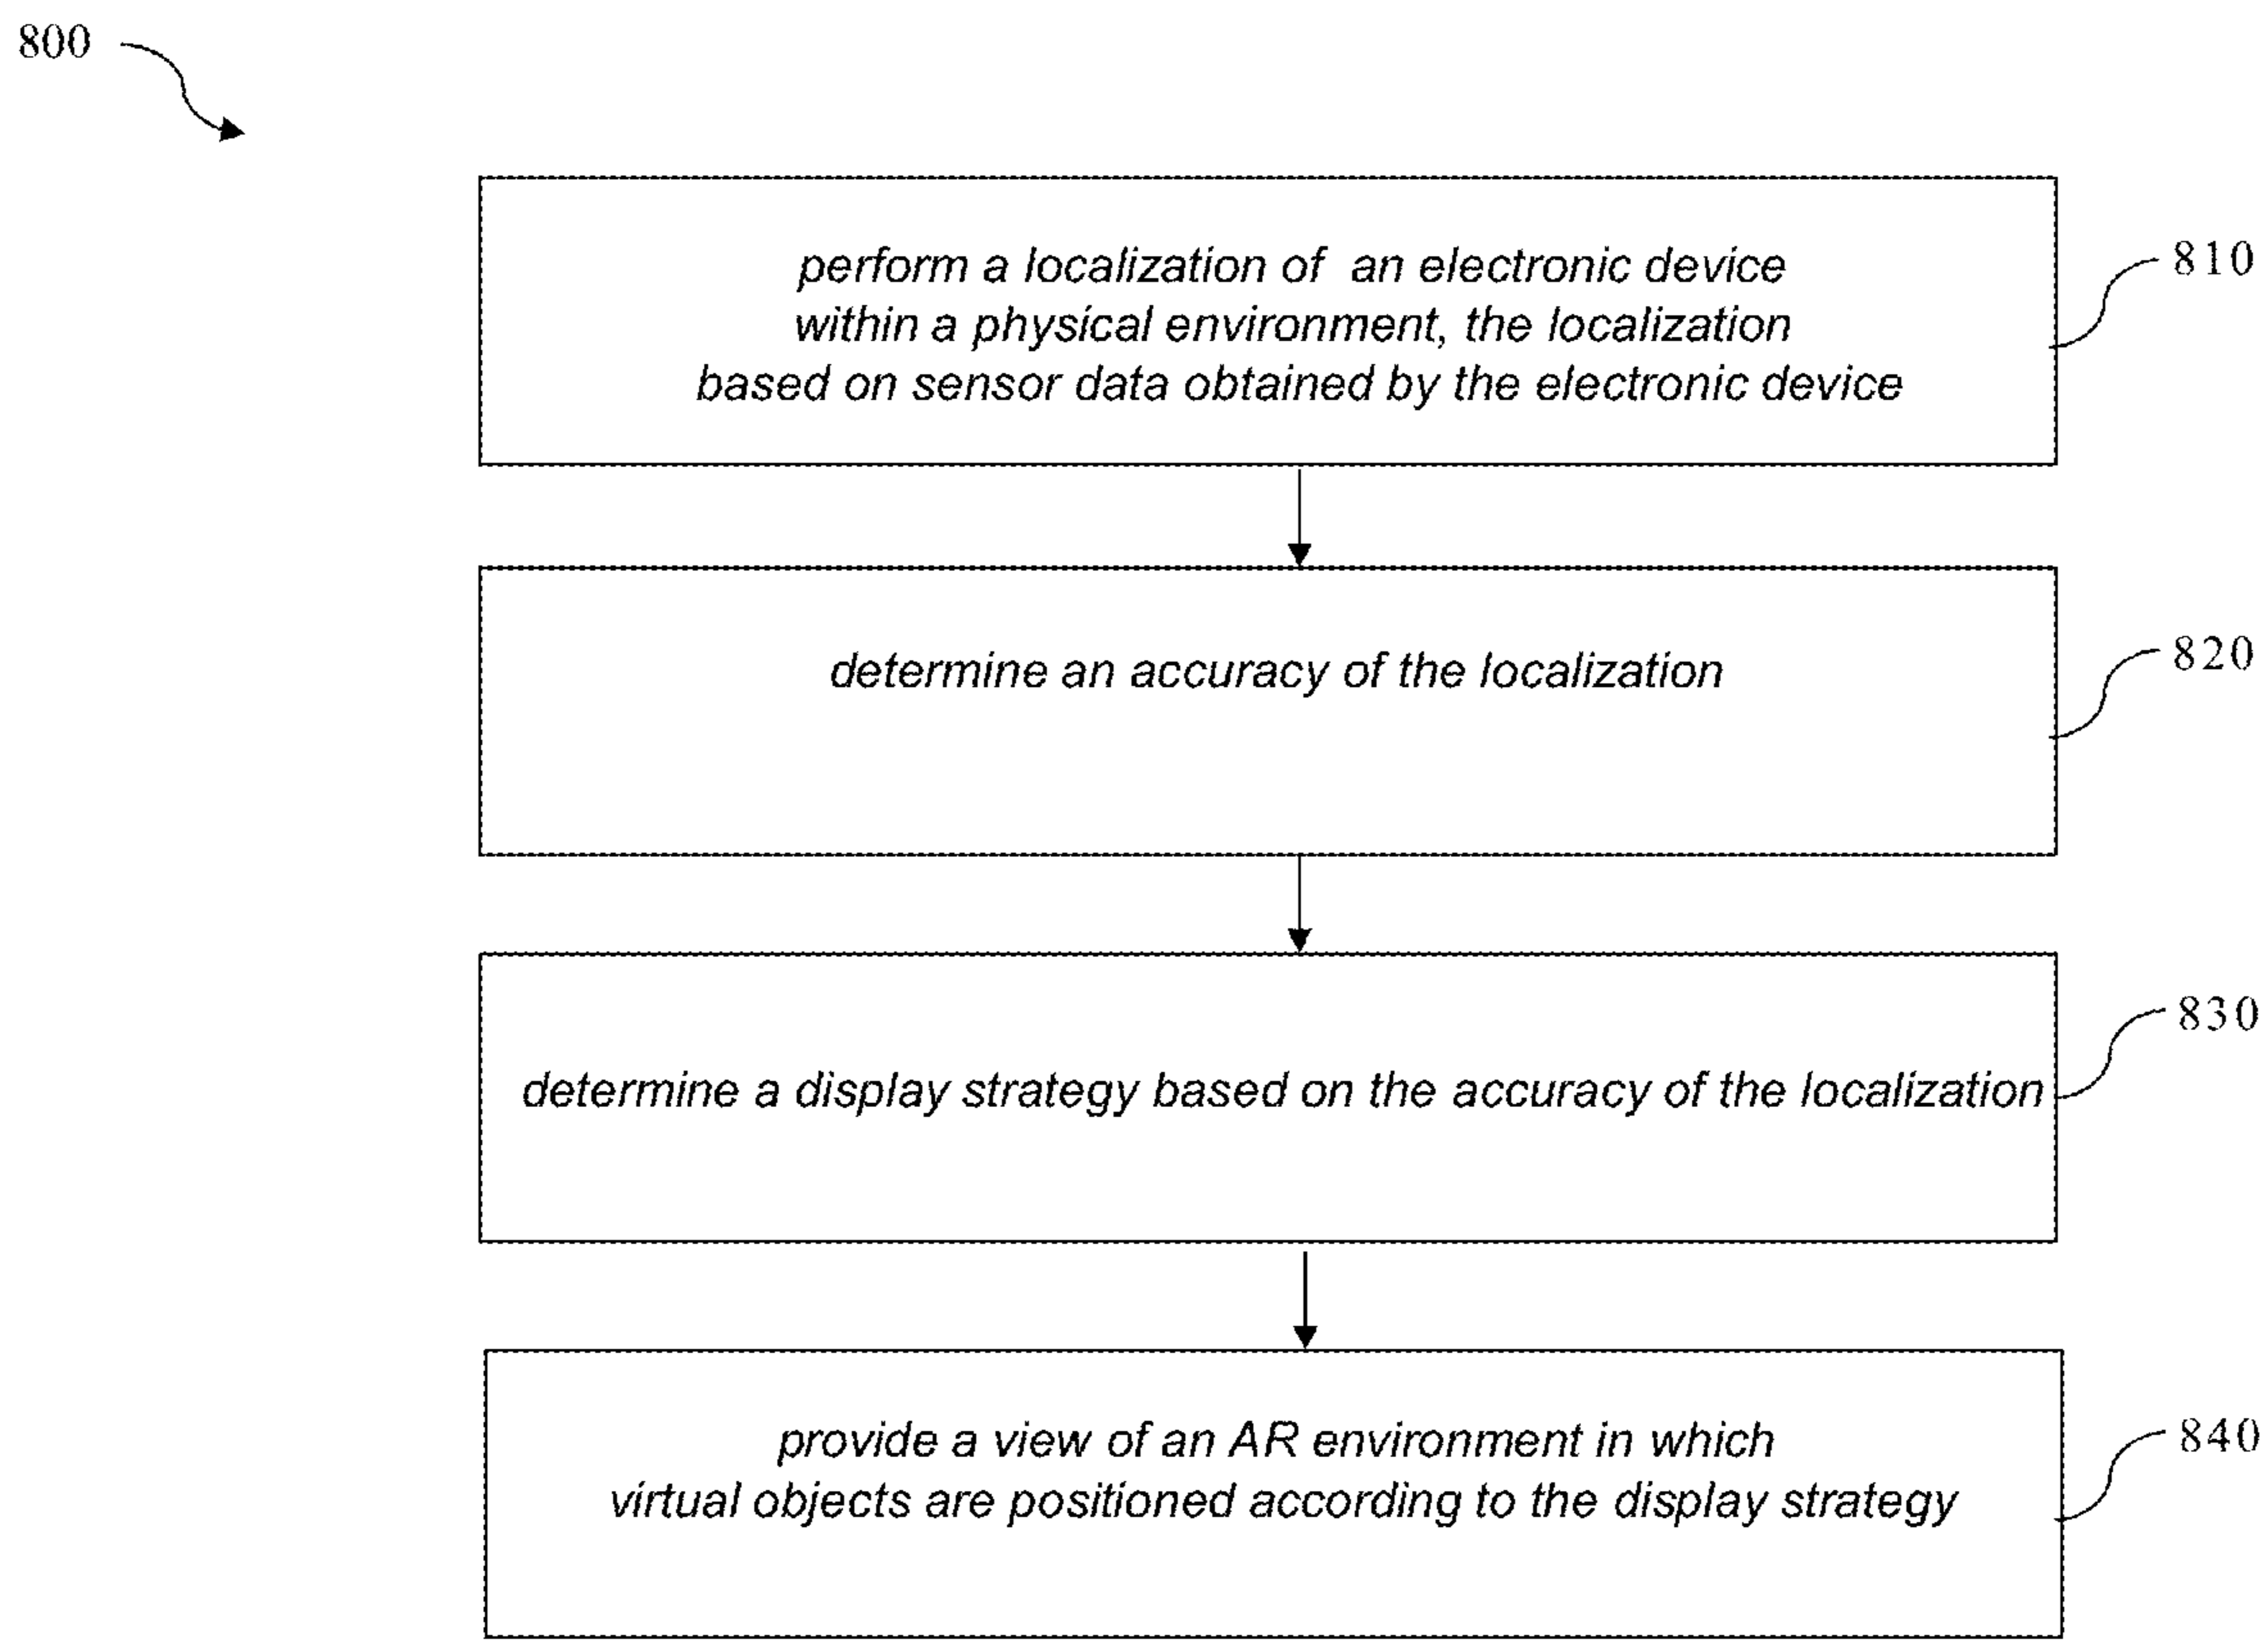 800
perform a localization of an electronic device
within a physical environment, the localization
based on sensor data obtained by the electronic device
810
determine an accuracy of the localization
820
determine a display strategy based on the accuracy of the localization
830
provide a view of an AR environment in which
virtual objects are positioned according to the display strategy
840